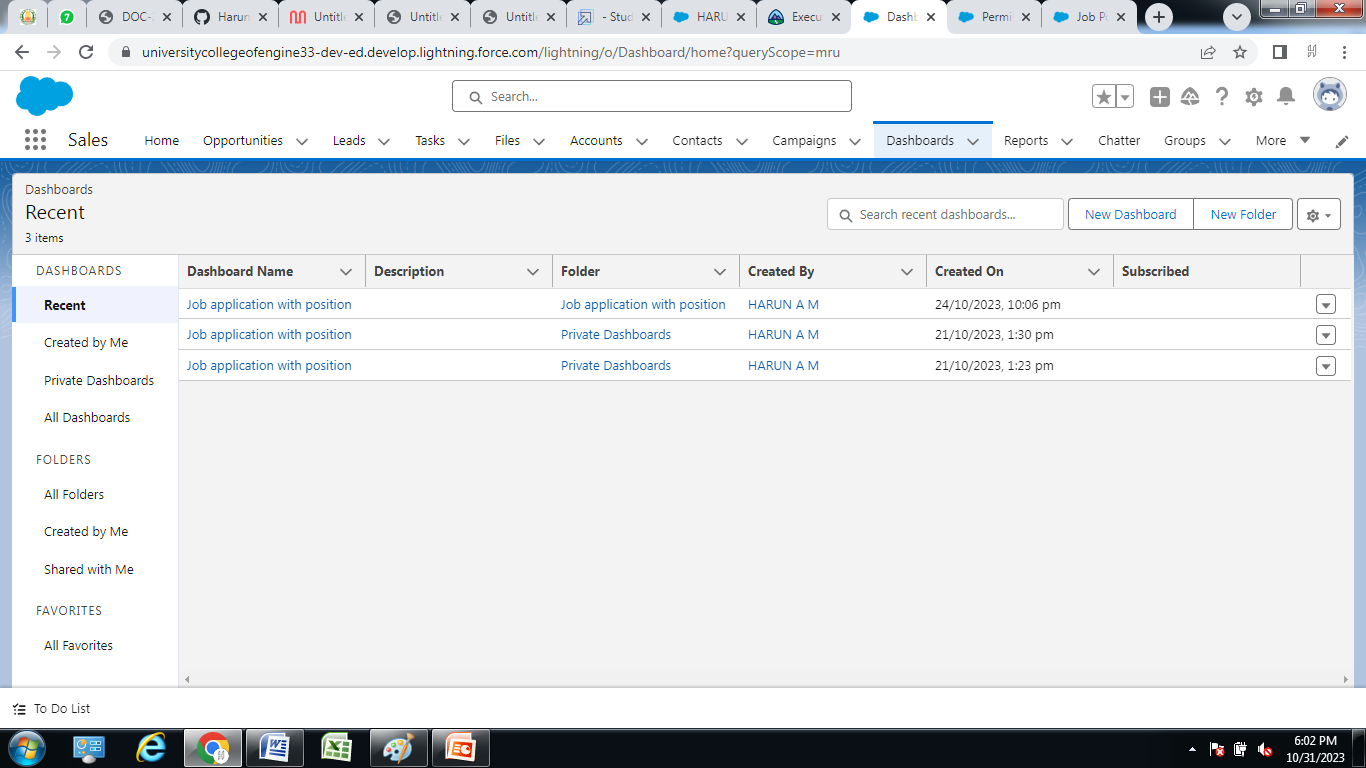 DOC-
Harun
Untitle
Untitle
Untitle
- Stud
HARU
Execu
Dashb
Permi
Job Po
universitycollegeofengine33-dev-ed.develop.lightning.force.com/lightning/o/Dashboard/home?queryScope=mru
Search...
Sales
Home
Opportunities
Leads
Tasks
Files
Accounts
Contacts
Campaigns
Dashboards
Reports
Chatter
Groups
More
Dashboards
Recent
3 items
Search recent dashboards...
New Dashboard
New Folder
DASHBOARDS
Recent
Created by Me
Private Dashboards
All Dashboards
FOLDERS
All Folders
Created by Me
Shared with Me
FAVORITES
All Favorites
Dashboard Name Description Folder Created By Created On Subscribed
Job application with position Job application with position HARUN A M 24/10/2023, 10:06 pm
Job application with position Private Dashboards HARUN A M 21/10/2023, 1:30 pm
Job application with position Private Dashboards HARUN A M 21/10/2023, 1:23 pm
To Do List
6:02 PM
10/31/2023